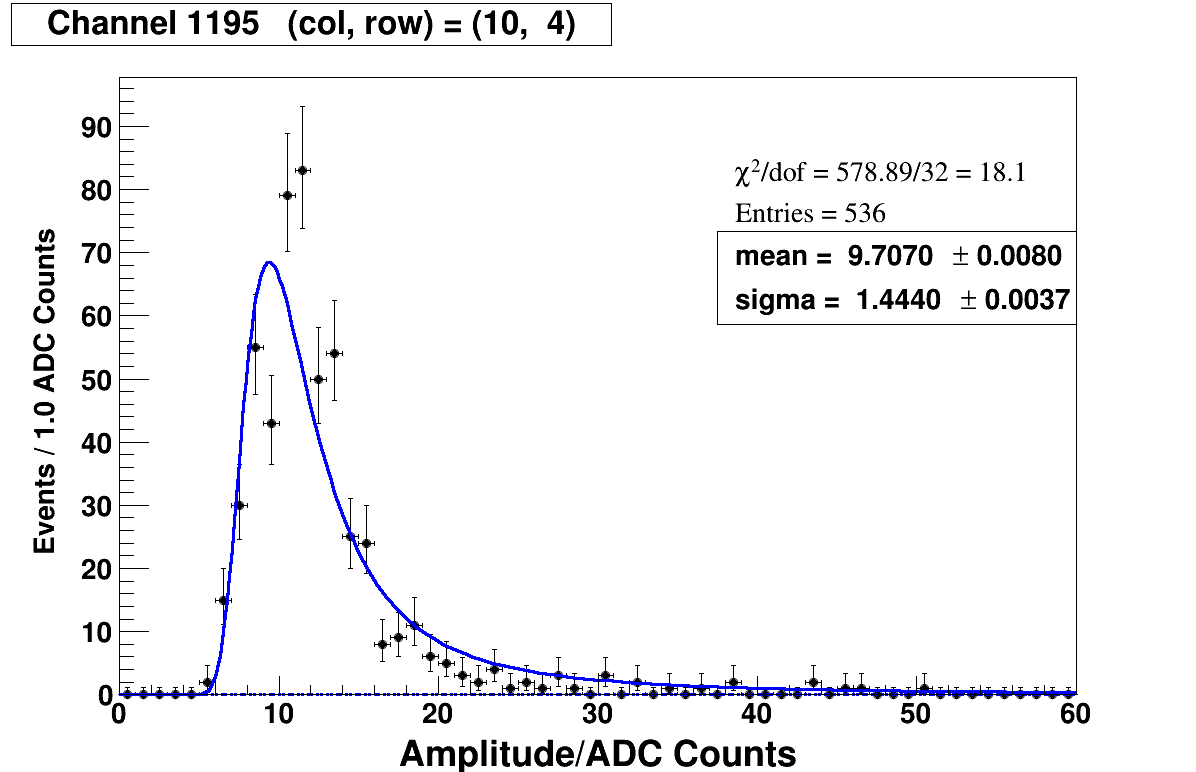 Channel 1195 (col, row) = (10, 4)
χ²/dof = 578.89/32 = 18.1
Entries = 536
mean = 9.7070 ± 0.0080
sigma = 1.4440 ± 0.0037
Events / 1.0 ADC Counts
90
80
70
60
50
40
30
20
10
0
0 10 20 30 40 50 60
Amplitude/ADC Counts